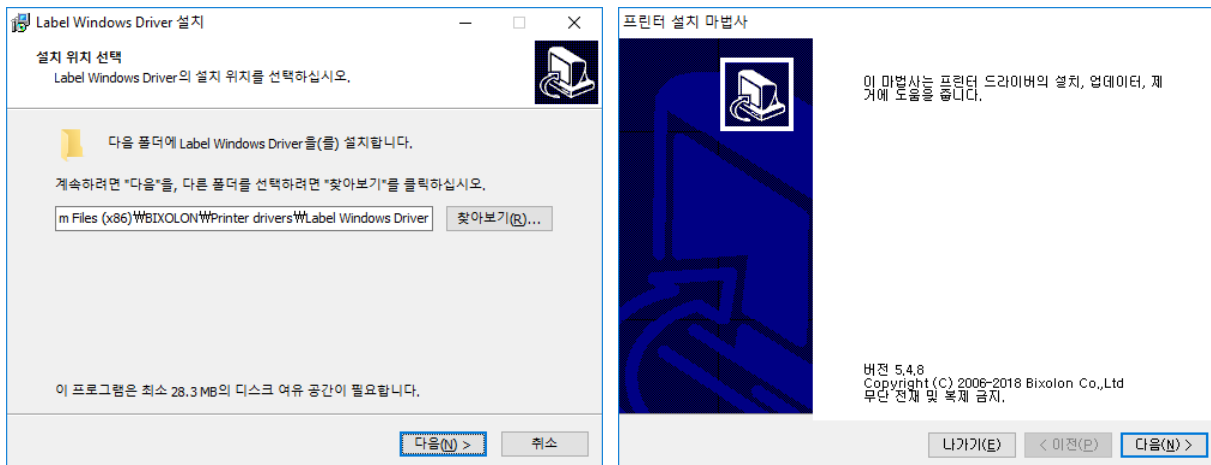 Label Windows Driver 설치
설치 위치 선택
Label Windows Driver의 설치 위치를 선택하십시오.
다음 폴더에 Label Windows Driver을(를) 설치합니다.
계속하려면 "다음"을, 다른 폴더를 선택하려면 "찾아보기"를 클릭하십시오.
m Files (x86)₩BIXOLON₩Printer drivers₩Label Windows Driver
찾아보기(R)...
이 프로그램은 최소 28.3 MB의 디스크 여유 공간이 필요합니다.
다음(N) >
취소
프린터 설치 마법사
이 마법사는 프린터 드라이버의 설치, 업데이터, 제
거에 도움을 줍니다.
버전 5.4.8
Copyright (C) 2006-2018 Bixolon Co.,Ltd
무단 전재 및 복제 금지.
나가기(E)
< 이전(P)
다음(N) >